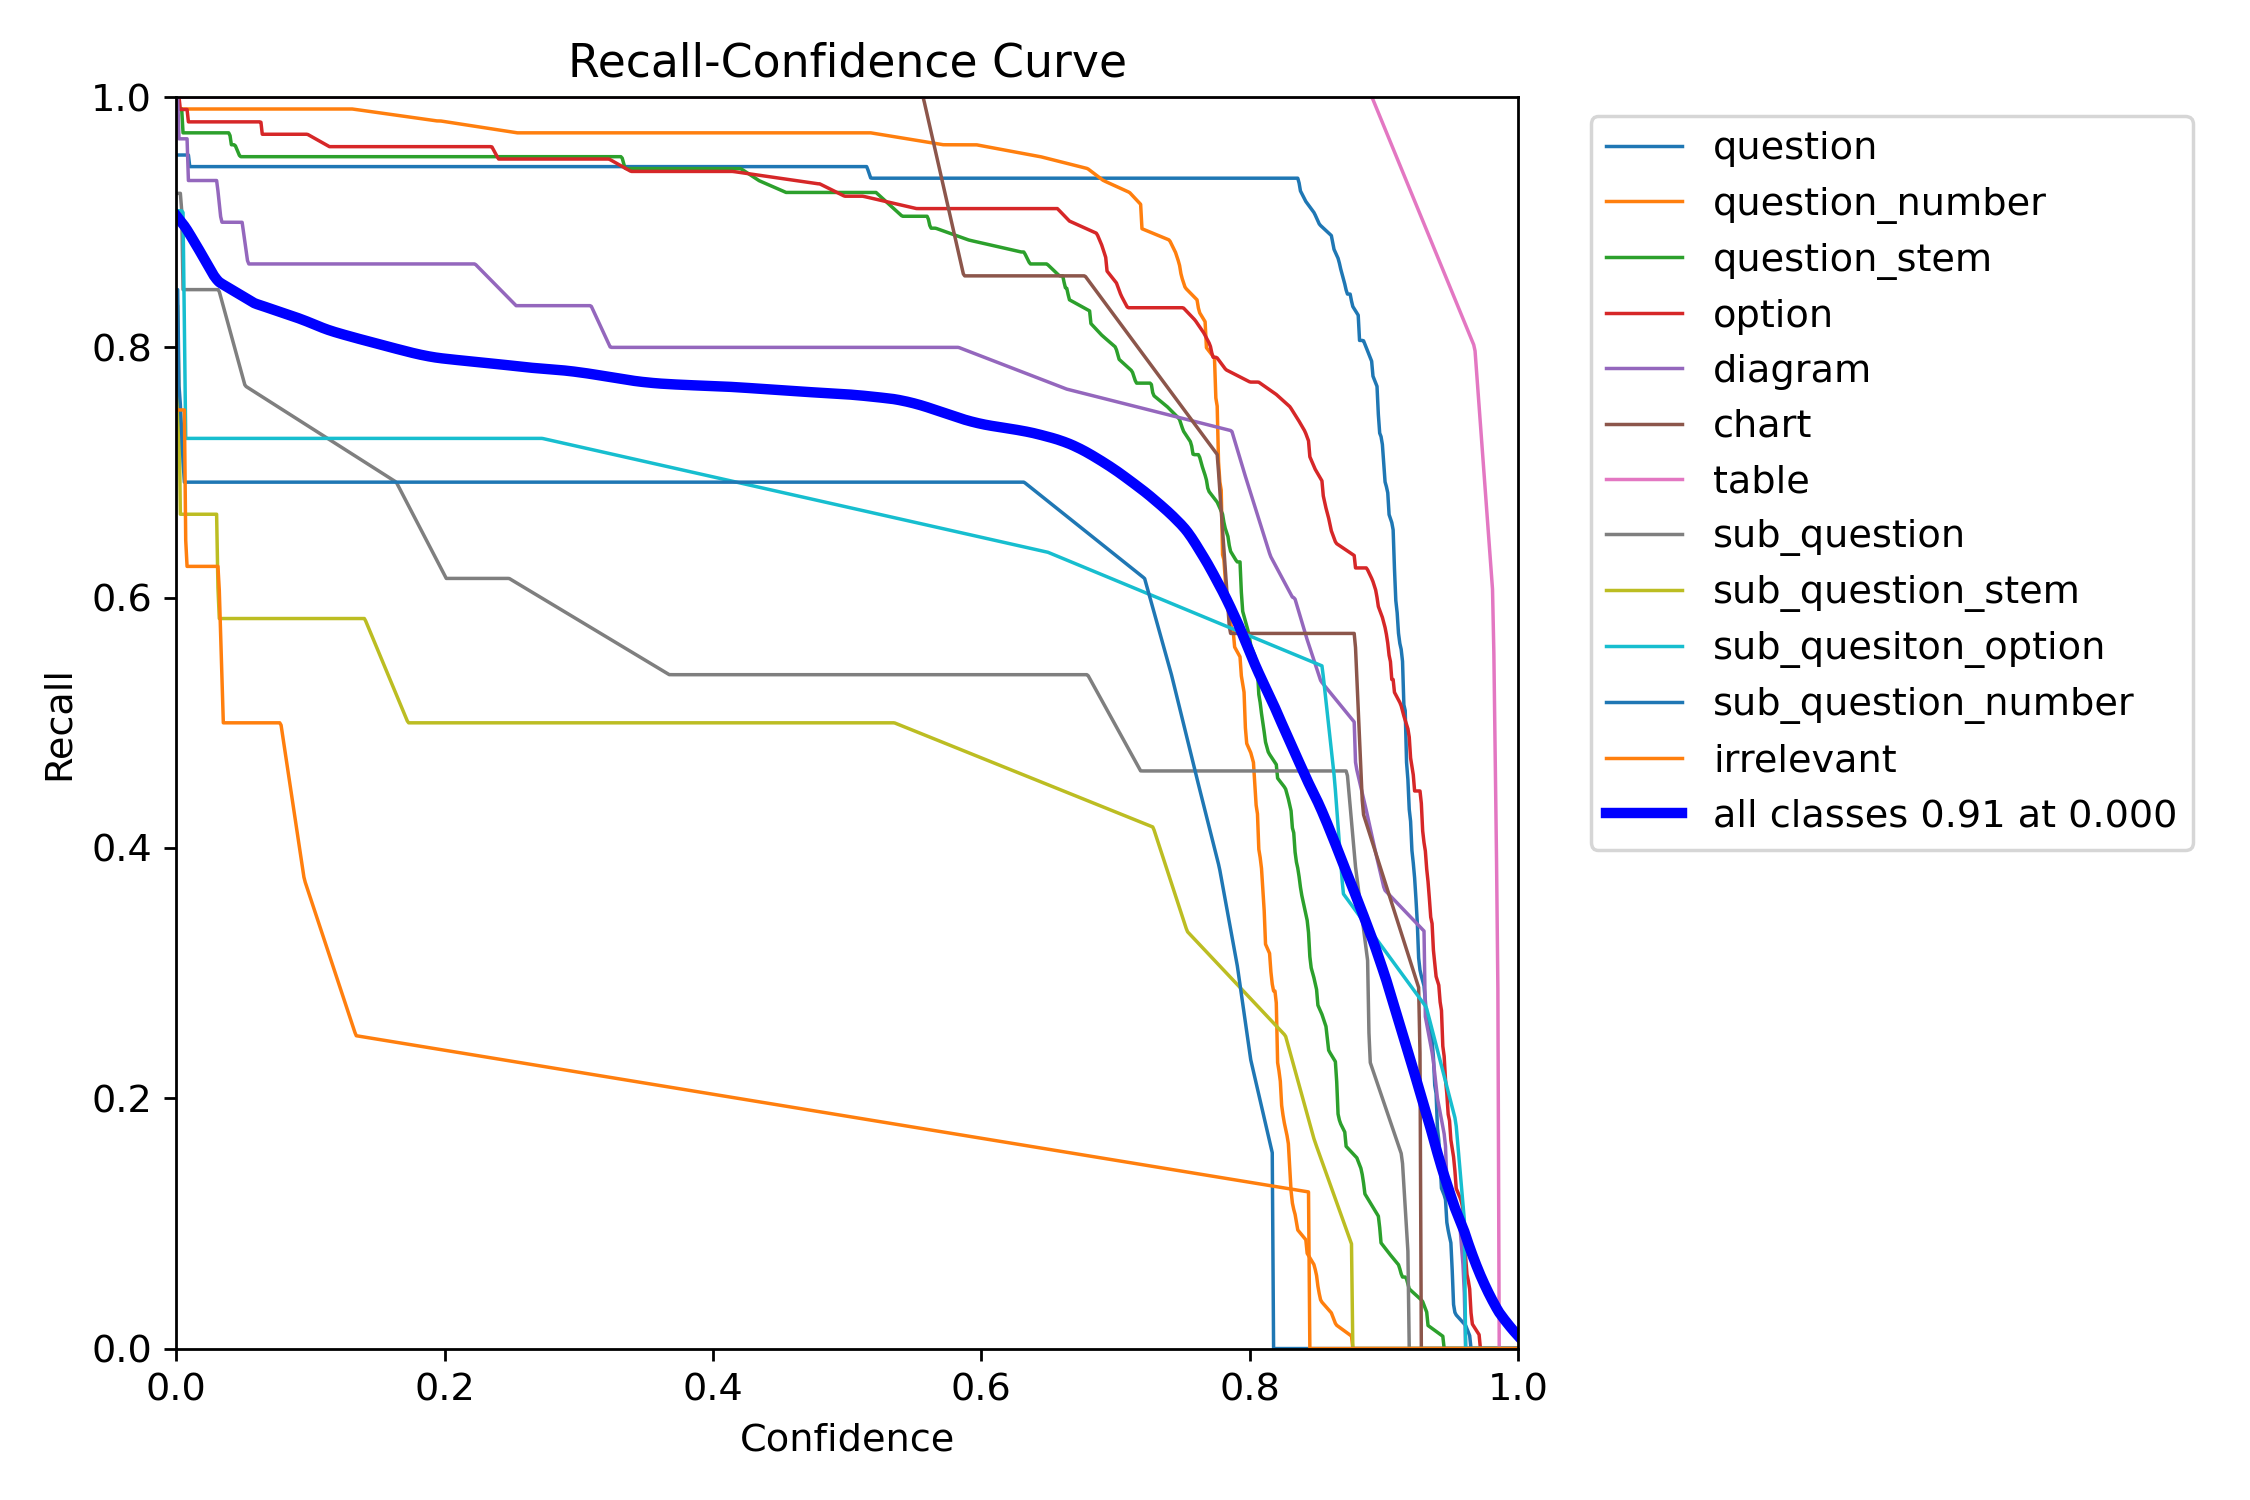 Recall-Confidence Curve
1.0
0.8
0.6
0.4
0.2
0.0
Recall
0.0 0.2 0.4 0.6 0.8 1.0
Confidence
question
question_number
question_stem
option
diagram
chart
table
sub_question
sub_question_stem
sub_quesiton_option
sub_question_number
irrelevant
all classes 0.91 at 0.000